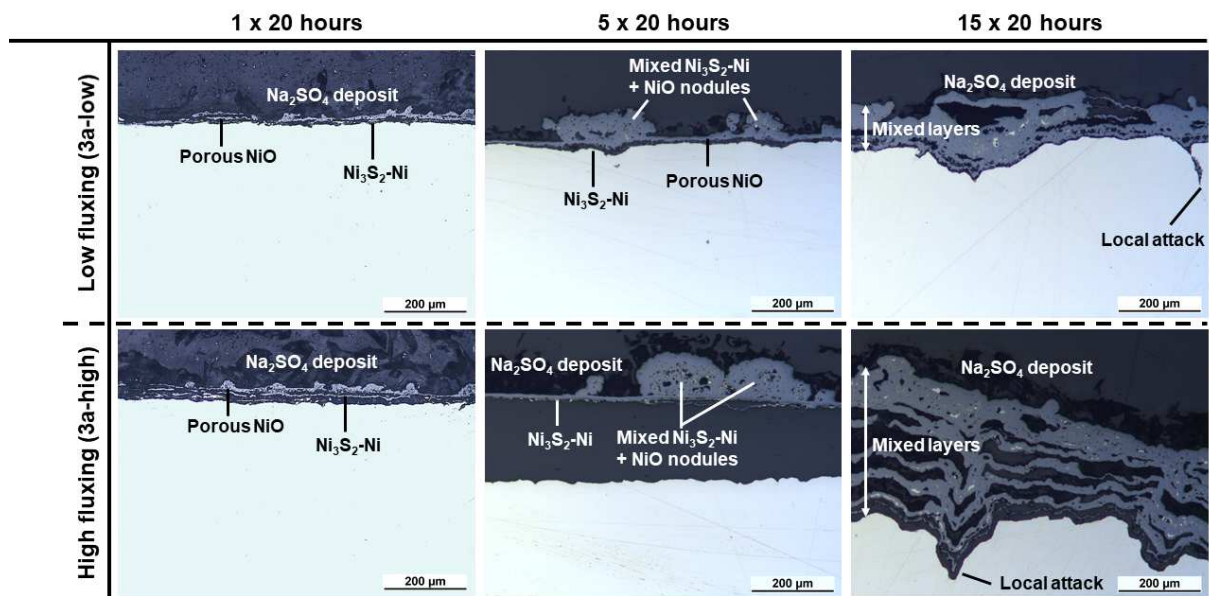 1 x 20 hours
5 x 20 hours
15 x 20 hours
Low fluxing (3a-low)
Na₂SO₄ deposit
Porous NiO
Ni₃S₂-Ni
200 µm
Mixed Ni₃S₂-Ni
+ NiO nodules
Ni₃S₂-Ni
Porous NiO
200 µm
Na₂SO₄ deposit
Mixed layers
Local attack
200 µm
High fluxing (3a-high)
Na₂SO₄ deposit
Porous NiO
Ni₃S₂-Ni
200 µm
Na₂SO₄ deposit
Ni₃S₂-Ni
Mixed Ni₃S₂-Ni
+ NiO nodules
200 µm
Na₂SO₄ deposit
Mixed layers
Local attack
200 µm